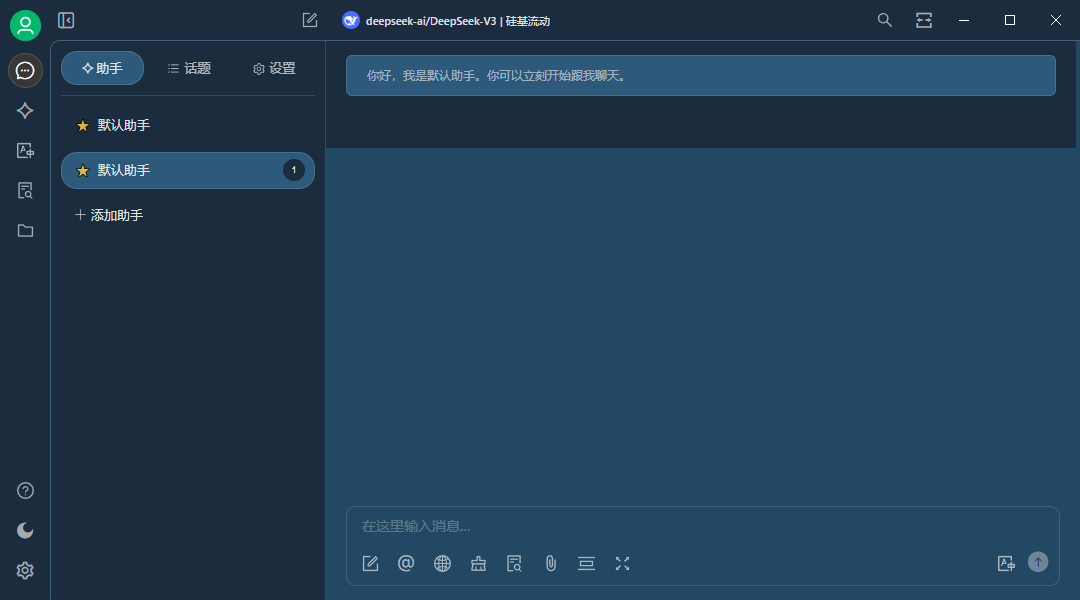 deepseek-ai/DeepSeek-V3 | 硅基流动
助手
话题
设置
默认助手
默认助手
1
添加助手
你好，我是默认助手。你可以立刻开始跟我聊天。
在这里输入消息...